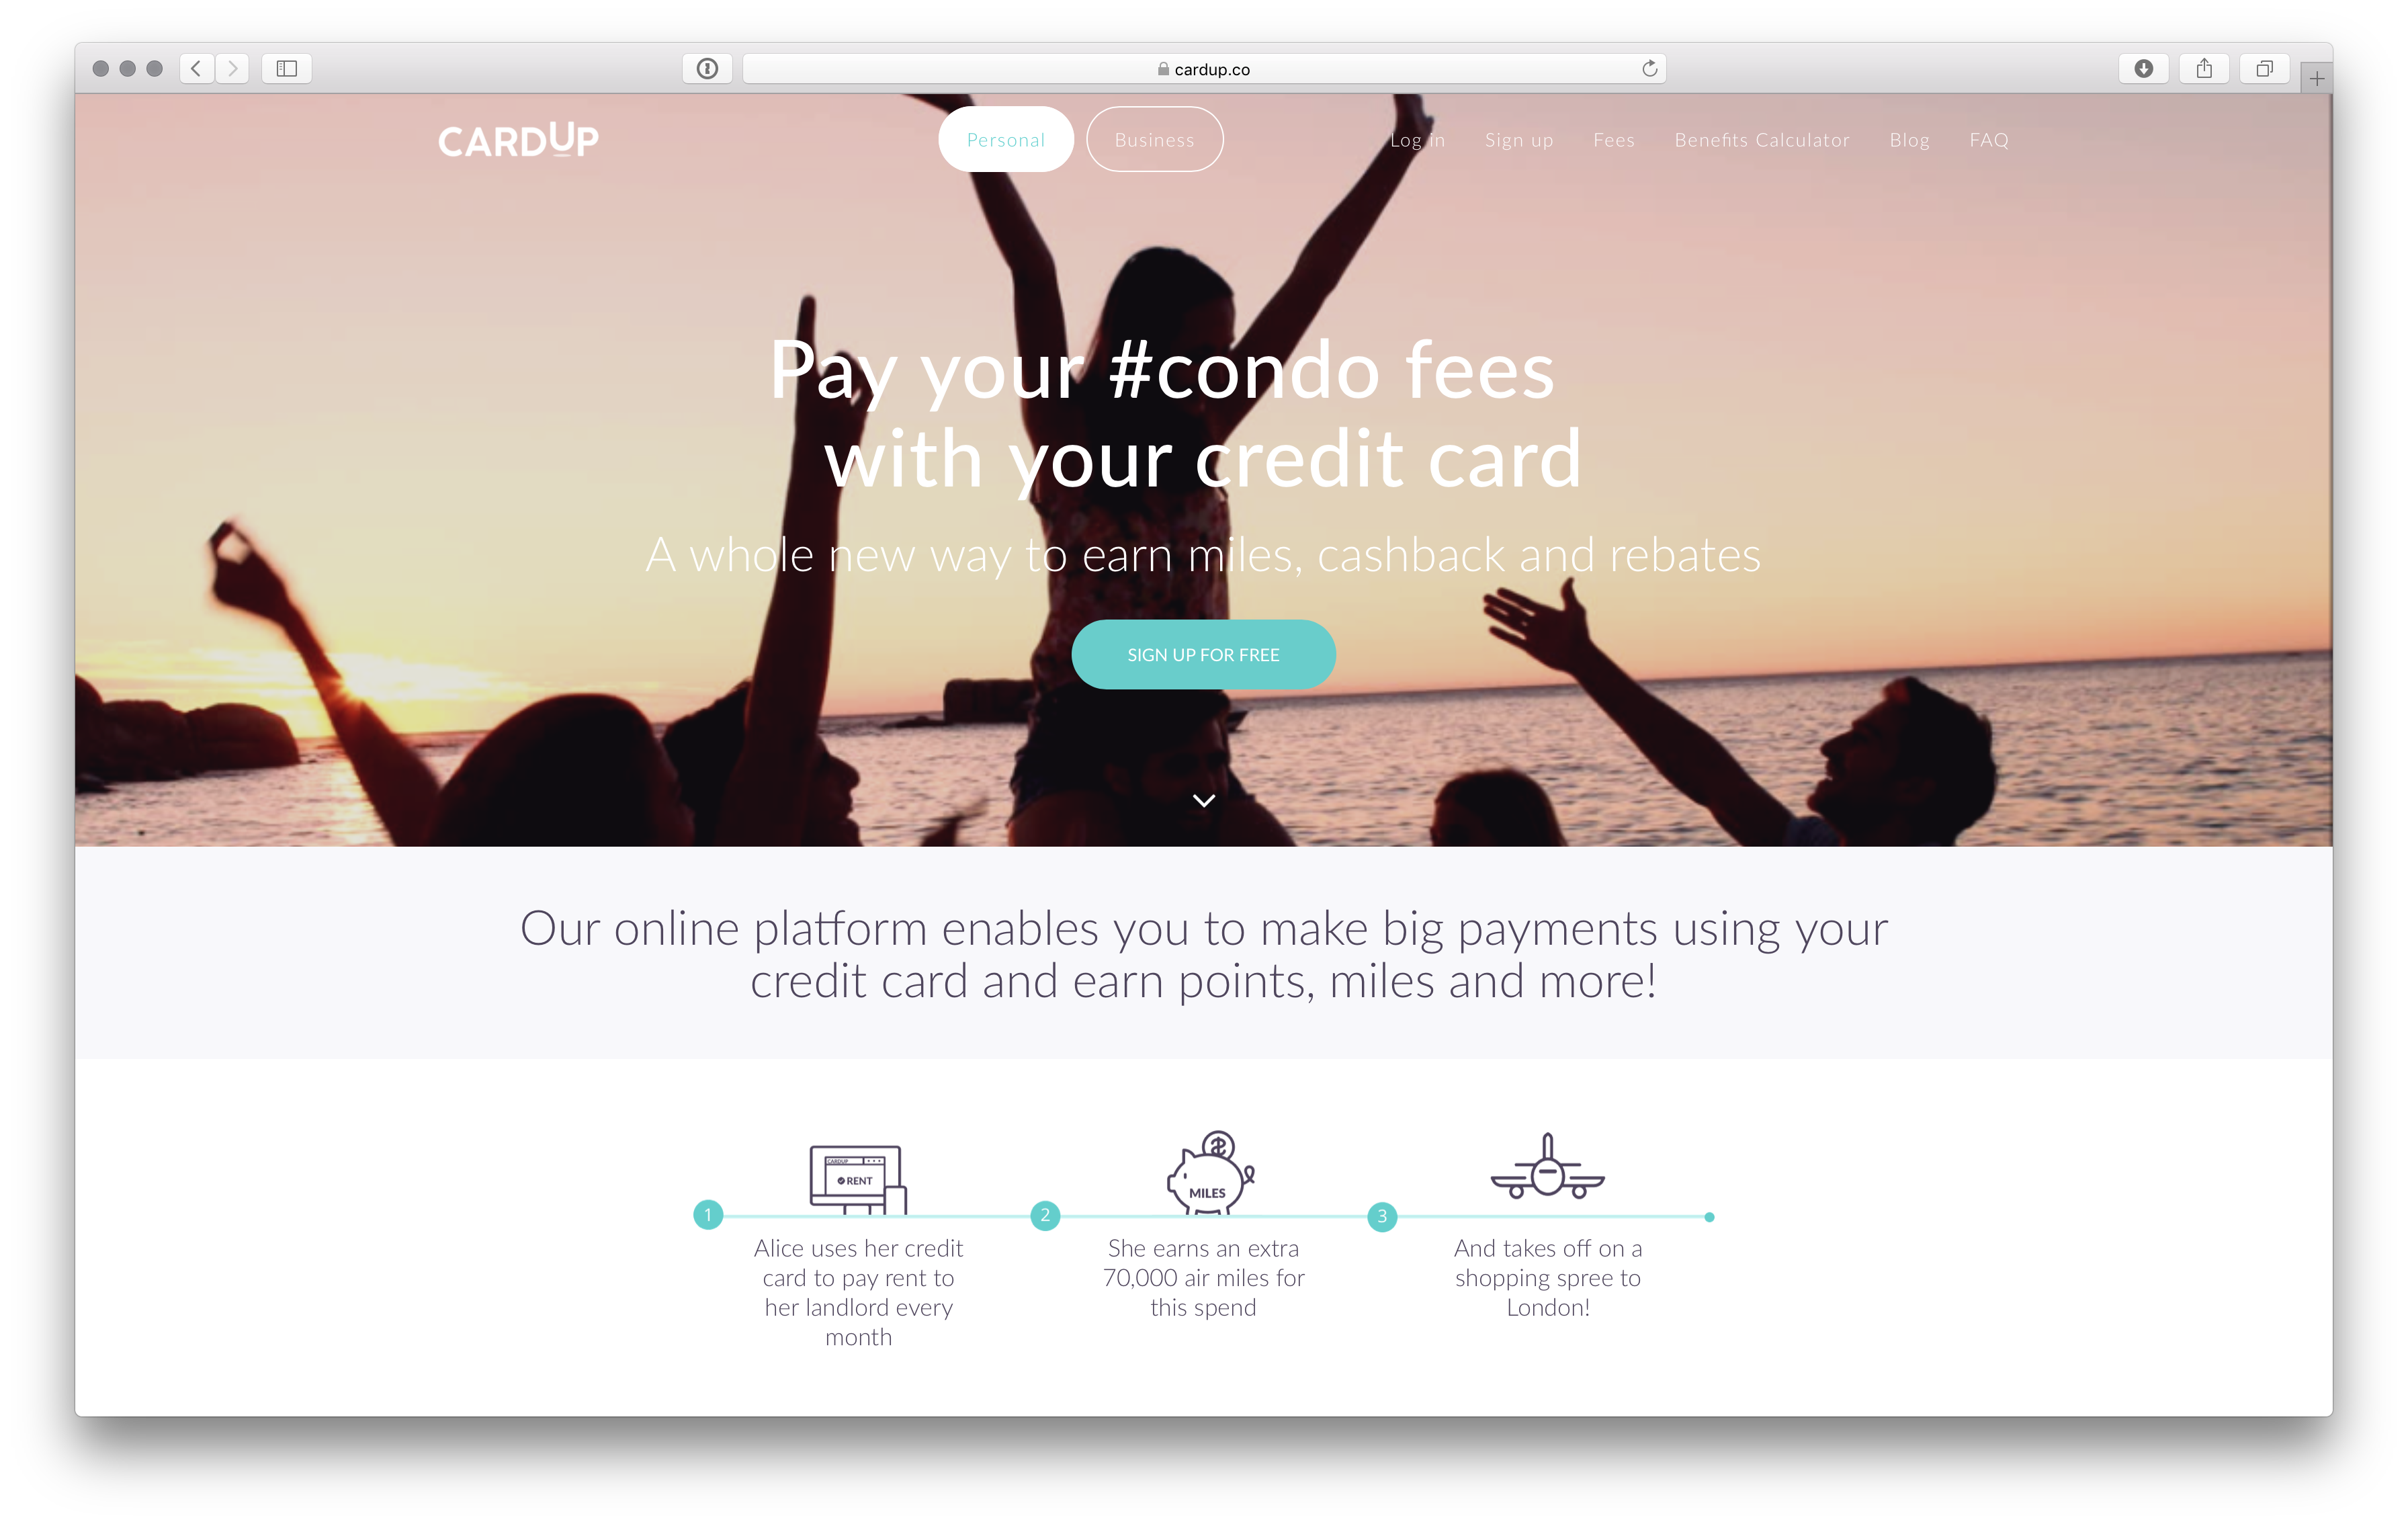 cardup.co
CARDUP
Personal
Business
Log in
Sign up
Fees
Benefits Calculator
Blog
FAQ
Pay your #condo fees
with your credit card
A whole new way to earn miles, cashback and rebates
SIGN UP FOR FREE
Our online platform enables you to make big payments using your
credit card and earn points, miles and more!
CARDUP
RENT
MILES
1
2
3
Alice uses her credit
card to pay rent to
her landlord every
month
She earns an extra
70,000 air miles for
this spend
And takes off on a
shopping spree to
London!